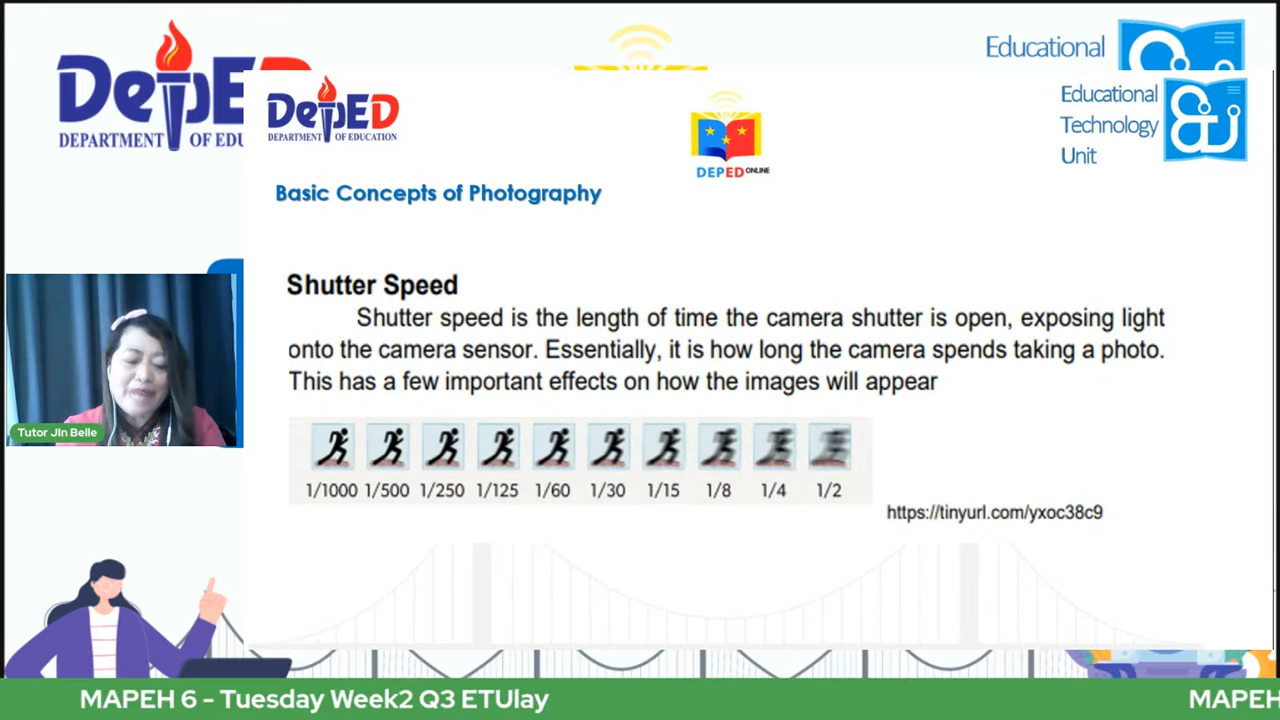 DepED
DEPARTMENT OF EDU
Educational
DepED
DEPARTMENT OF EDUCATION
DEPED ONLINE
Educational
Technology
Unit
Basic Concepts of Photography
Shutter Speed
Shutter speed is the length of time the camera shutter is open, exposing light
onto the camera sensor. Essentially, it is how long the camera spends taking a photo.
This has a few important effects on how the images will appear
1/1000 1/500 1/250 1/125 1/60 1/30 1/15 1/8 1/4 1/2
https://tinyurl.com/yxoc38c9
Tutor JIn Belle
MAPEH 6 - Tuesday Week2 Q3 ETUlay
MAPEH